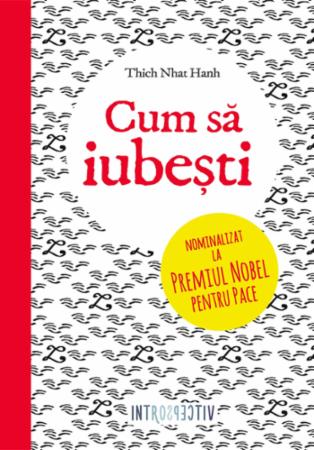 Thich Nhat Hanh
Cum să
iubești
NOMINALIZAT
LA
PREMIUL NOBEL
PENTRU PACE
INTROSPECTIV